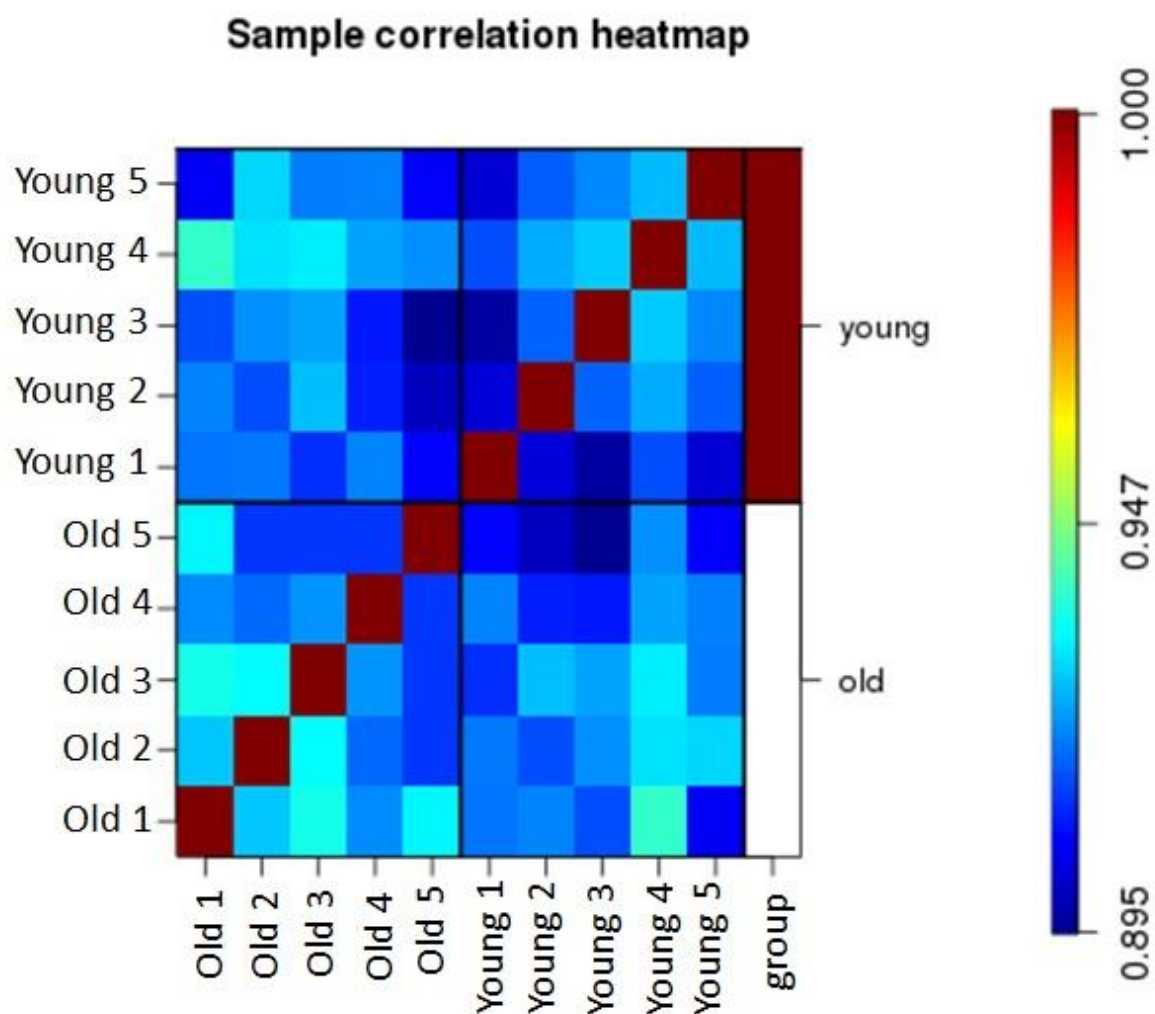 Sample correlation heatmap
Young 5
Young 4
Young 3
Young 2
Young 1
Old 5
Old 4
Old 3
Old 2
Old 1
young
old
Old 1
Old 2
Old 3
Old 4
Old 5
Young 1
Young 2
Young 3
Young 4
Young 5
group
1.000
0.947
0.895